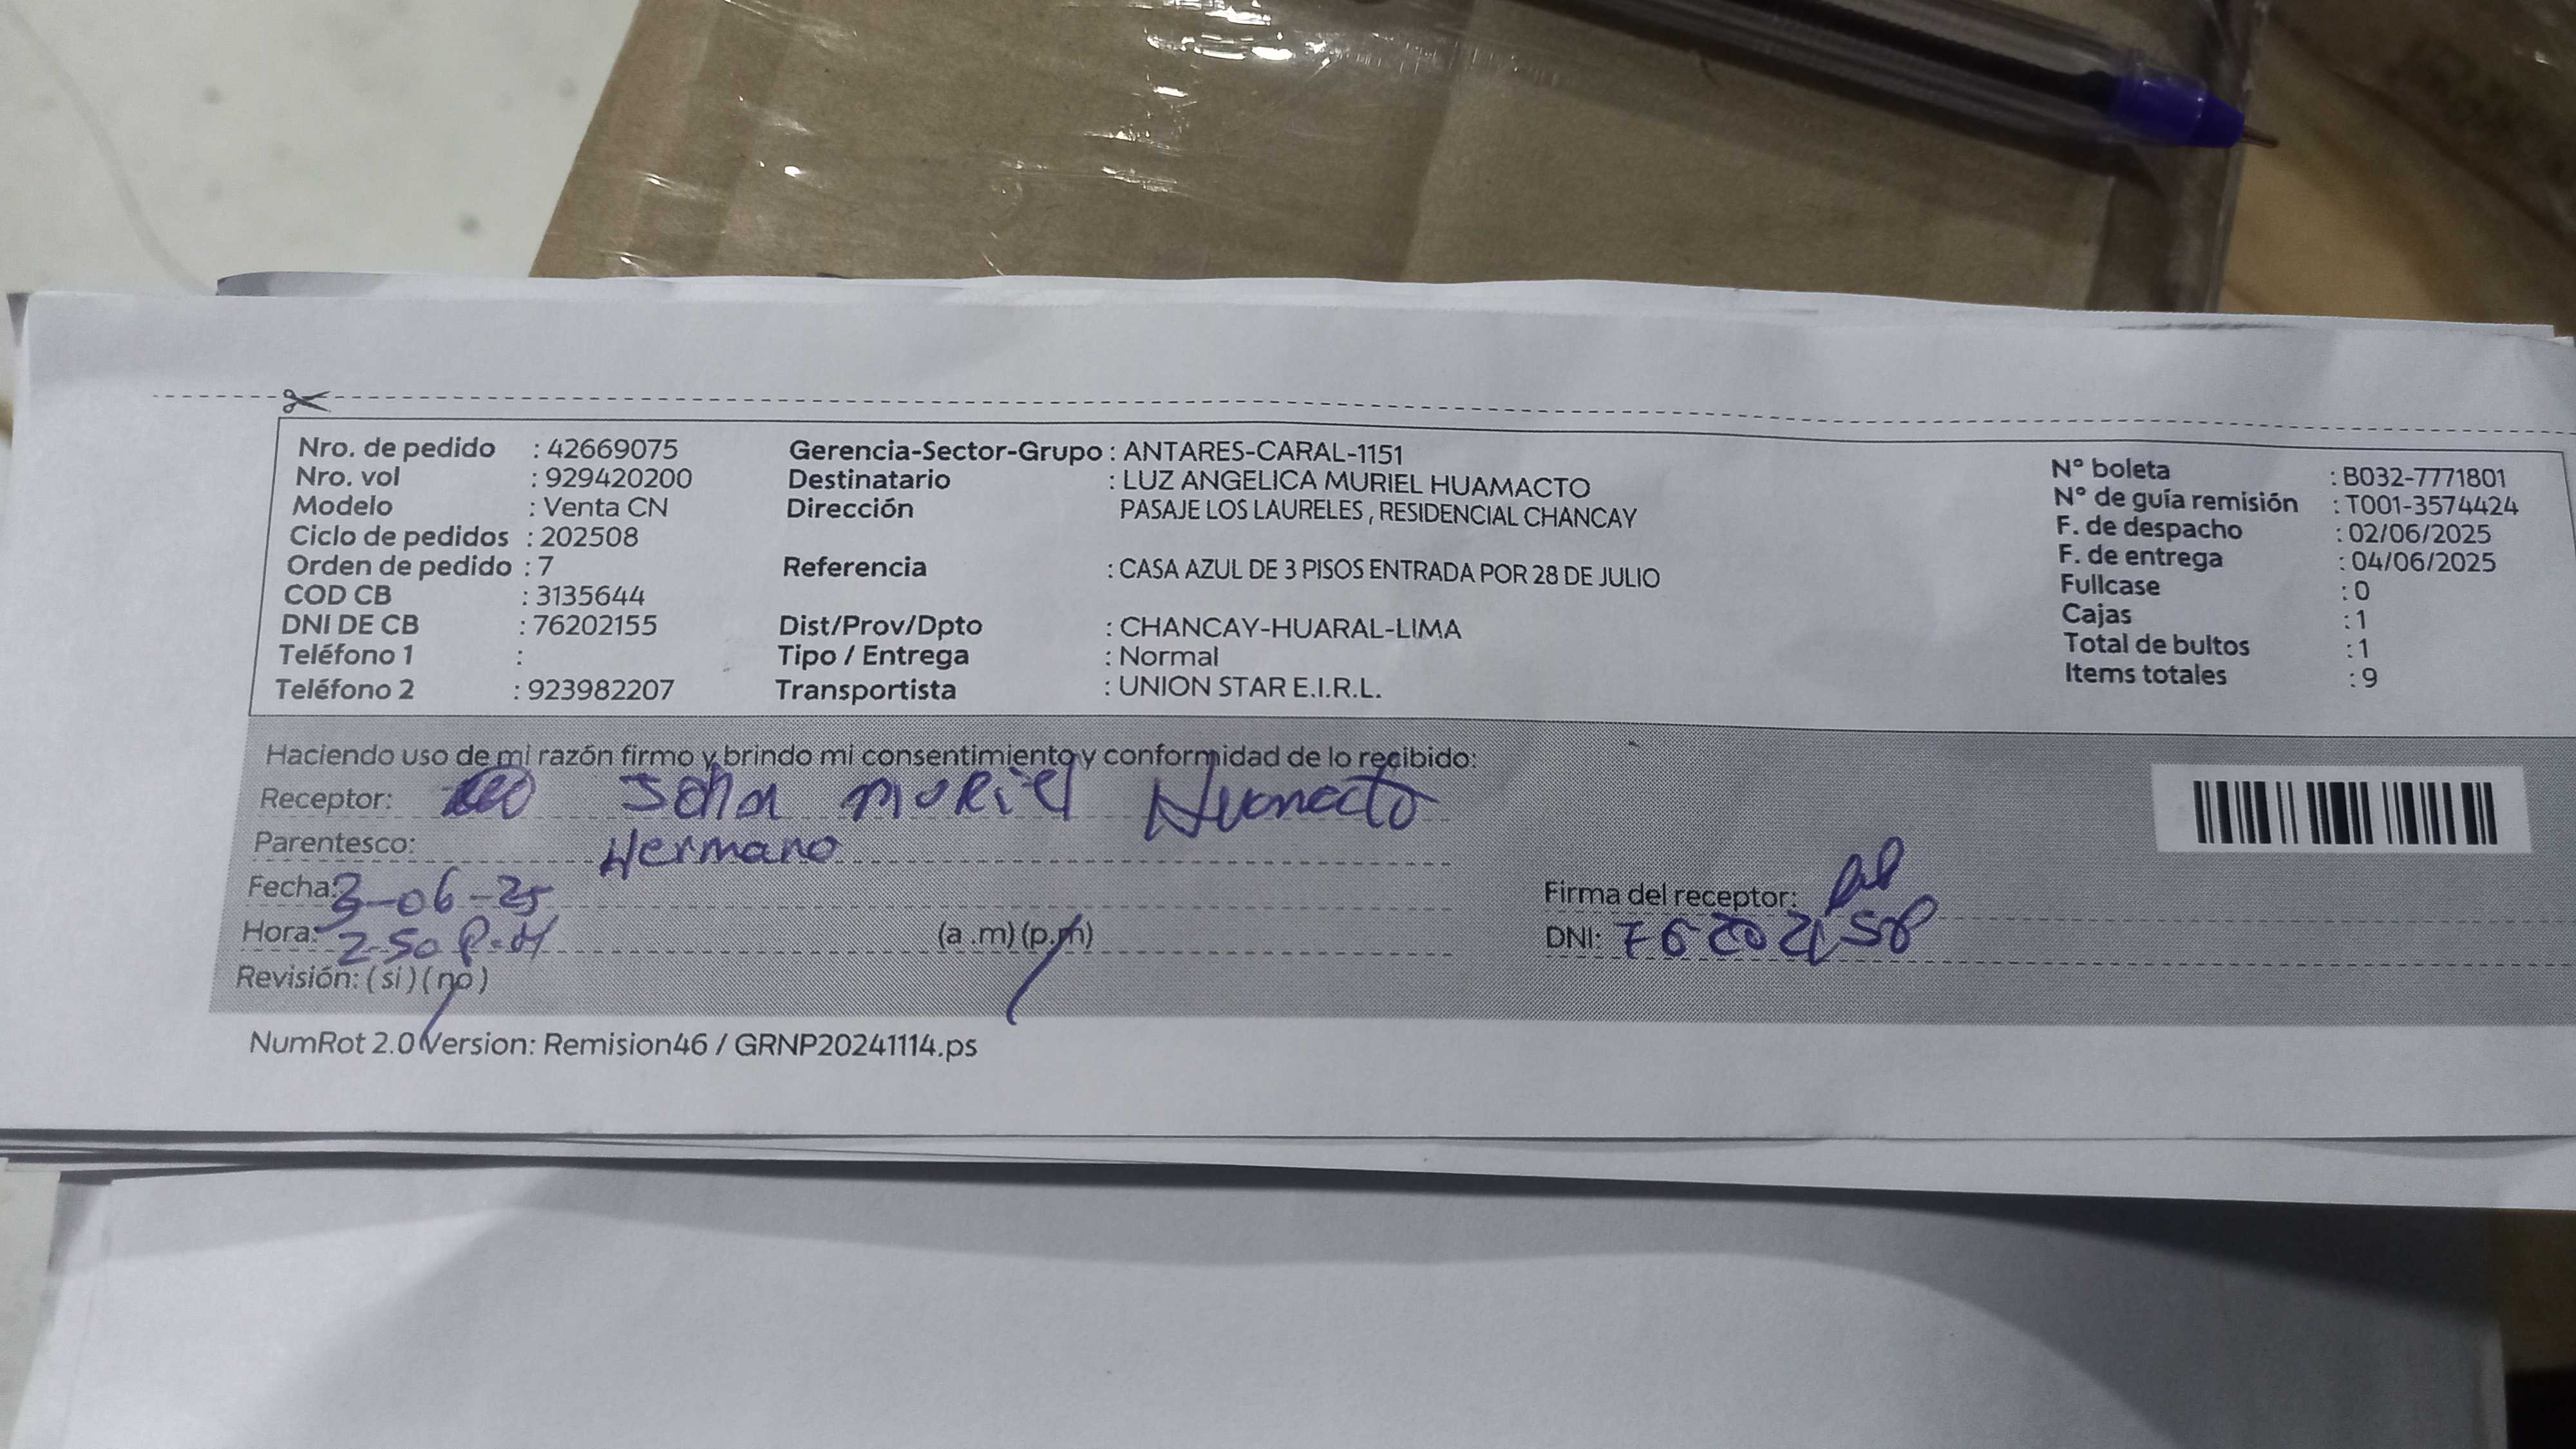 Nro. de pedido : 42669075
Nro. vol : 929420200
Modelo : Venta CN
Ciclo de pedidos : 202508
Orden de pedido : 7
COD CB : 3135644
DNI DE CB : 76202155
Teléfono 1 :
Teléfono 2 : 923982207
Gerencia-Sector-Grupo : ANTARES-CARAL-1151
Destinatario : LUZ ANGELICA MURIEL HUAMACTO
Dirección PASAJE LOS LAURELES , RESIDENCIAL CHANCAY
Referencia : CASA AZUL DE 3 PISOS ENTRADA POR 28 DE JULIO
Dist/Prov/Dpto : CHANCAY-HUARAL-LIMA
Tipo / Entrega : Normal
Transportista : UNION STAR E.I.R.L.
N° boleta : B032-7771801
N° de guía remisión : T001-3574424
F. de despacho : 02/06/2025
F. de entrega : 04/06/2025
Fullcase : 0
Cajas : 1
Total de bultos : 1
Items totales : 9
Haciendo uso de mi razón firmo y brindo mi consentimiento y conformidad de lo recibido:
Receptor: muriel
Parentesco: Hermano
Fecha: 3-06-25
Hora: 2-50 P.M (a .m) (p.m)
Revisión: ( si ) ( no )
Firma del receptor:
DNI:
NumRot 2.0 Version: Remision46 / GRNP20241114.ps